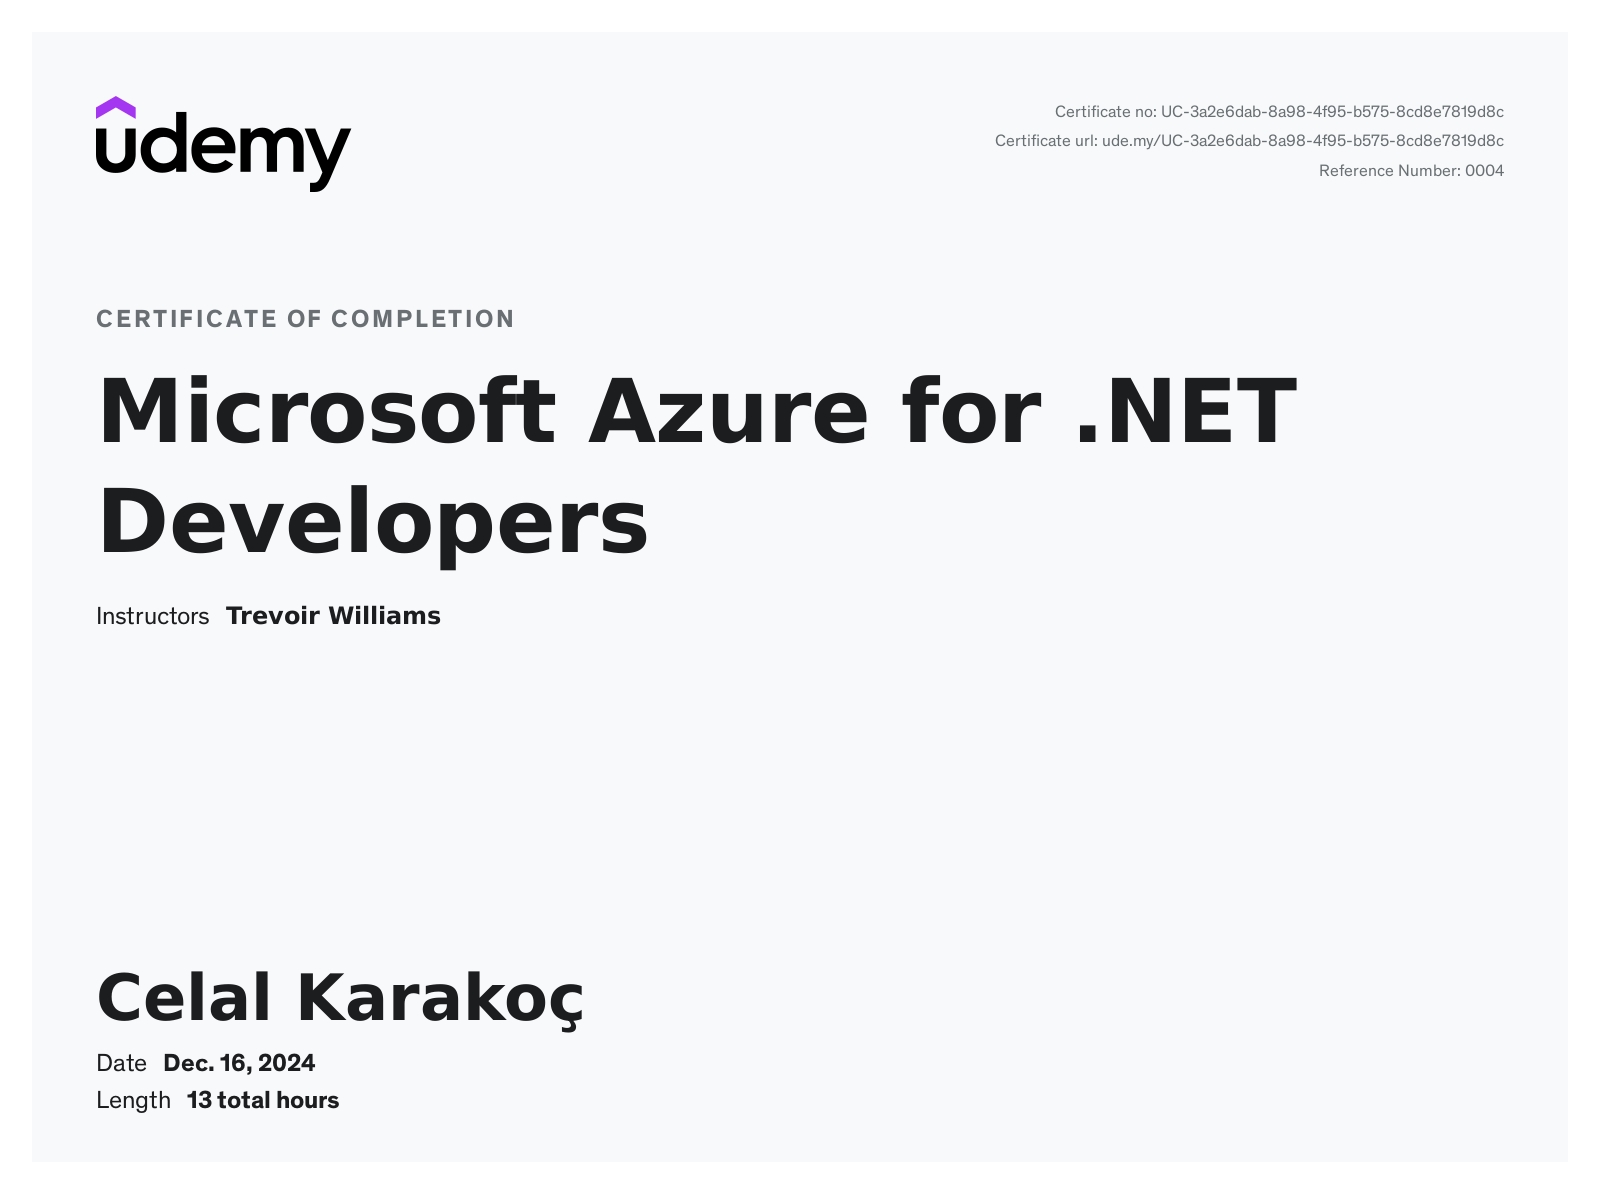 udemy
Certificate no: UC-3a2e6dab-8a98-4f95-b575-8cd8e7819d8c
Certificate url: ude.my/UC-3a2e6dab-8a98-4f95-b575-8cd8e7819d8c
Reference Number: 0004
CERTIFICATE OF COMPLETION
Microsoft Azure for .NET
Developers
Instructors Trevoir Williams
Celal Karakoç
Date Dec. 16, 2024
Length 13 total hours